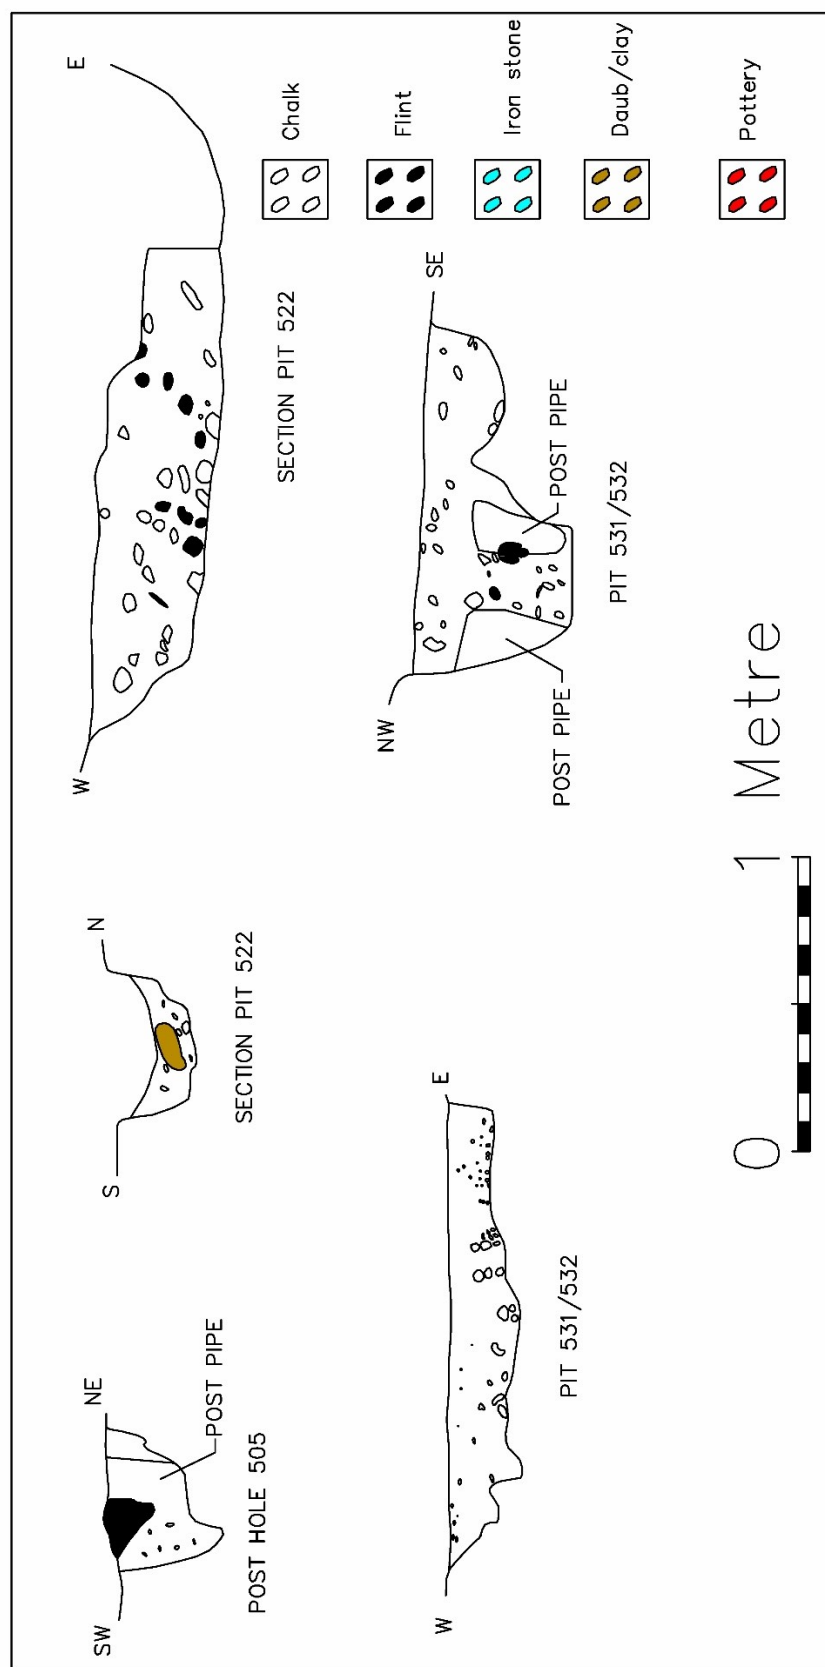 SW
NE
POST PIPE
POST HOLE 505
S
N
SECTION PIT 522
W
E
SECTION PIT 522
W
E
PIT 531/532
NW
SE
POST PIPE
POST PIPE
PIT 531/532
Chalk
Flint
Iron stone
Daub/clay
Pottery
0
1 Metre